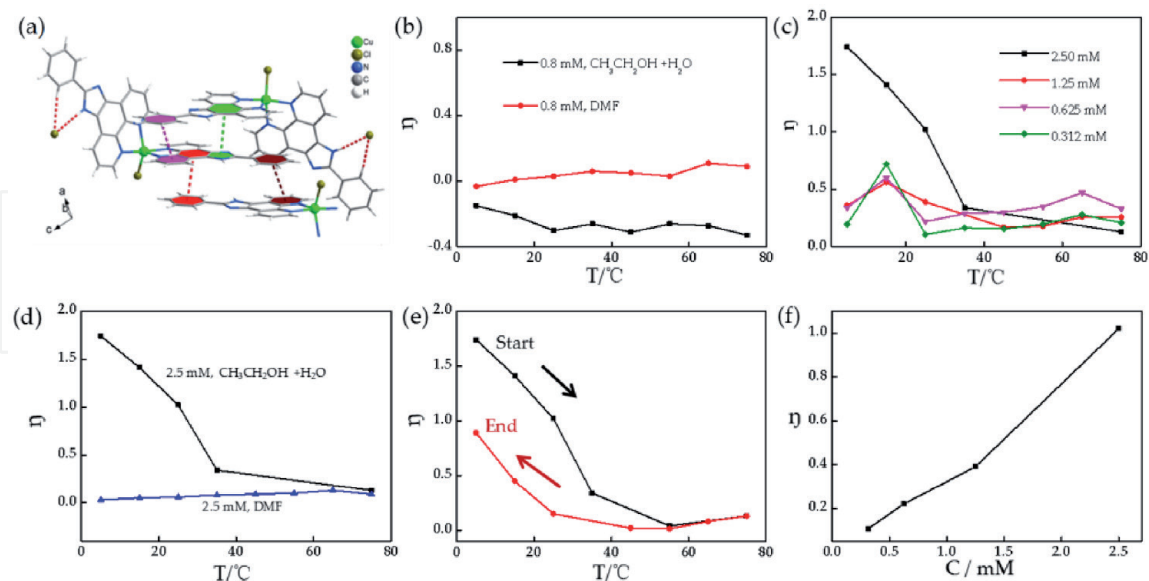 (a)
Cu
Cl
N
C
H
a
b
c
(b)
0.8
0.4
0.0
-0.4
ŋ
0.8 mM, CH3CH2OH +H2O
0.8 mM, DMF
0 20 40 60 80
T/℃
(c)
2.0
1.5
1.0
0.5
0.0
ŋ
2.50 mM
1.25 mM
0.625 mM
0.312 mM
0 20 40 60 80
T/℃
(d)
2.0
1.5
1.0
0.5
0.0
ŋ
2.5 mM, CH3CH2OH +H2O
2.5 mM, DMF
0 20 40 60 80
T/℃
(e)
2.0
1.5
1.0
0.5
0.0
ŋ
Start
End
0 20 40 60 80
T/℃
(f)
1.0
0.8
0.6
0.4
0.2
0.0
ŋ
0.0 0.5 1.0 1.5 2.0 2.5
C / mM